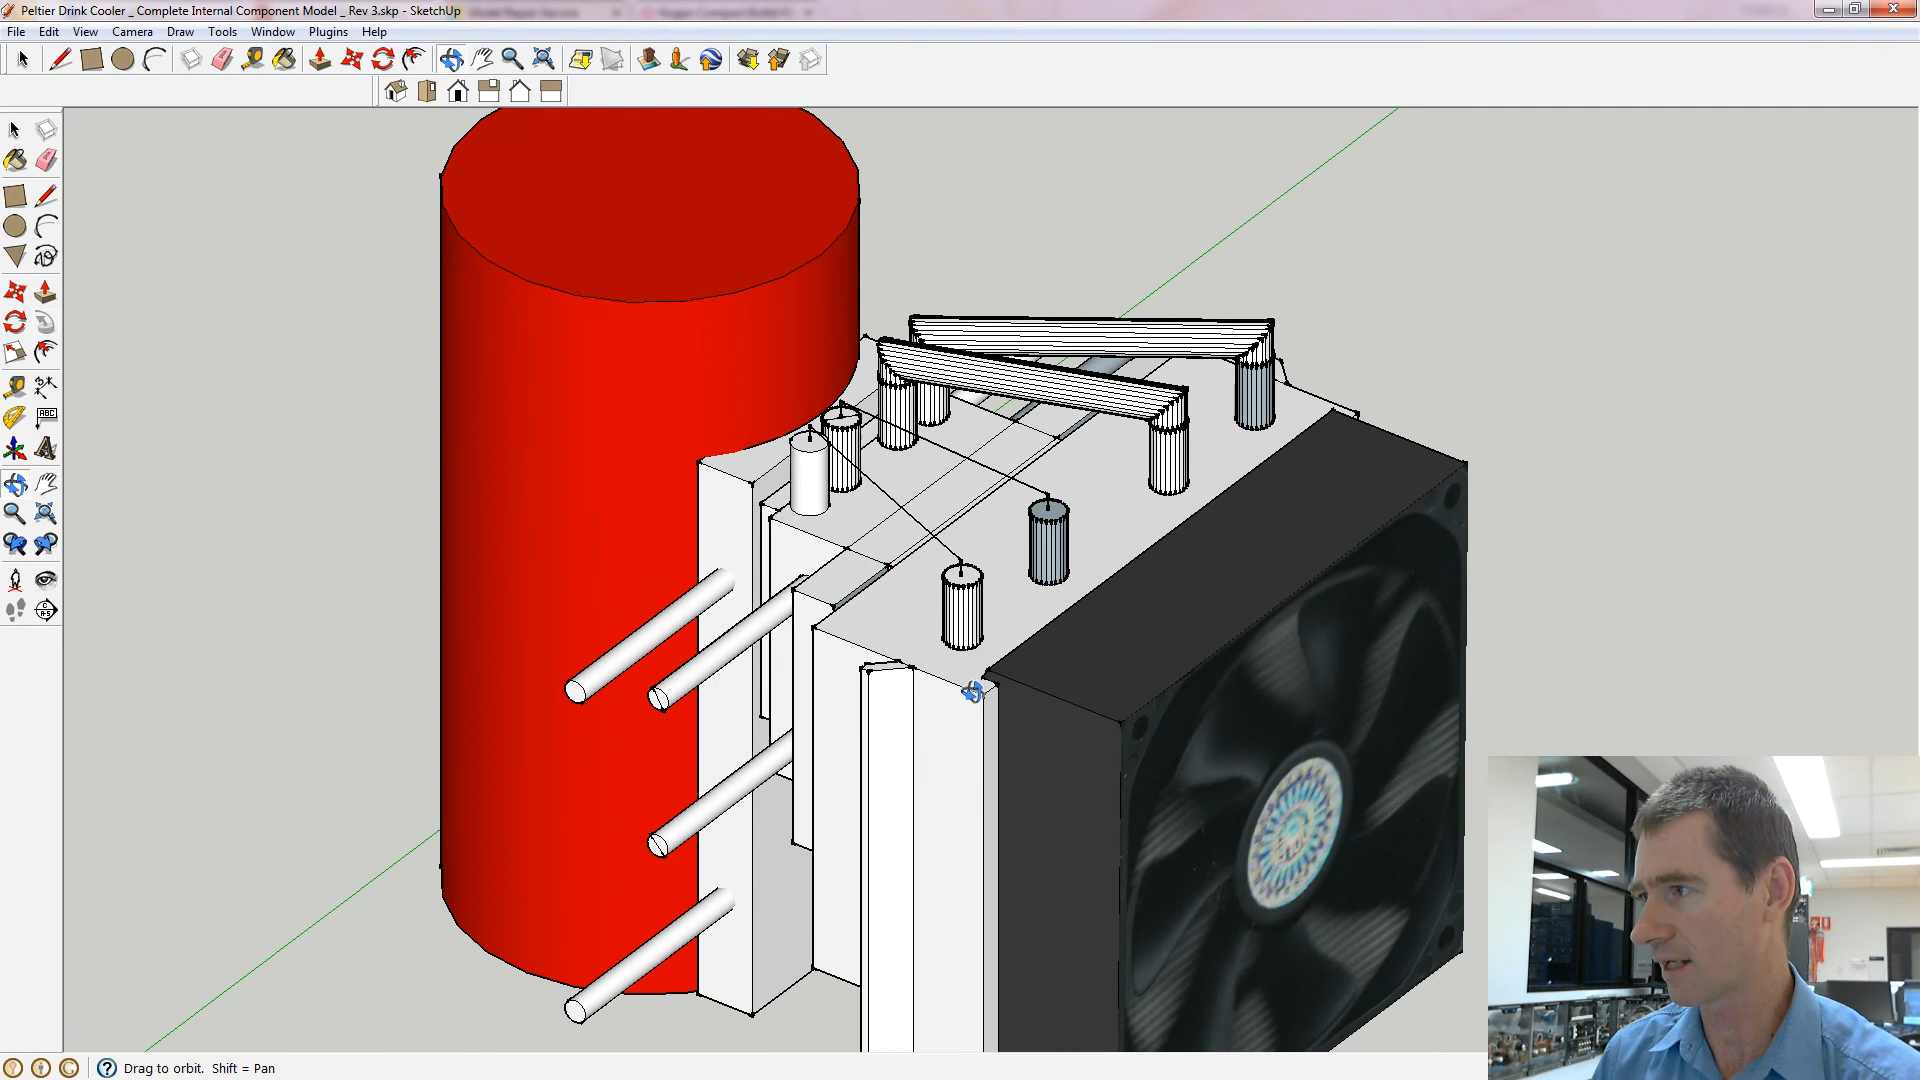 Peltier Drink Cooler _ Complete Internal Component Model _ Rev 3.skp - SketchUp
File Edit View Camera Draw Tools Window Plugins Help
ABC
Drag to orbit. Shift = Pan